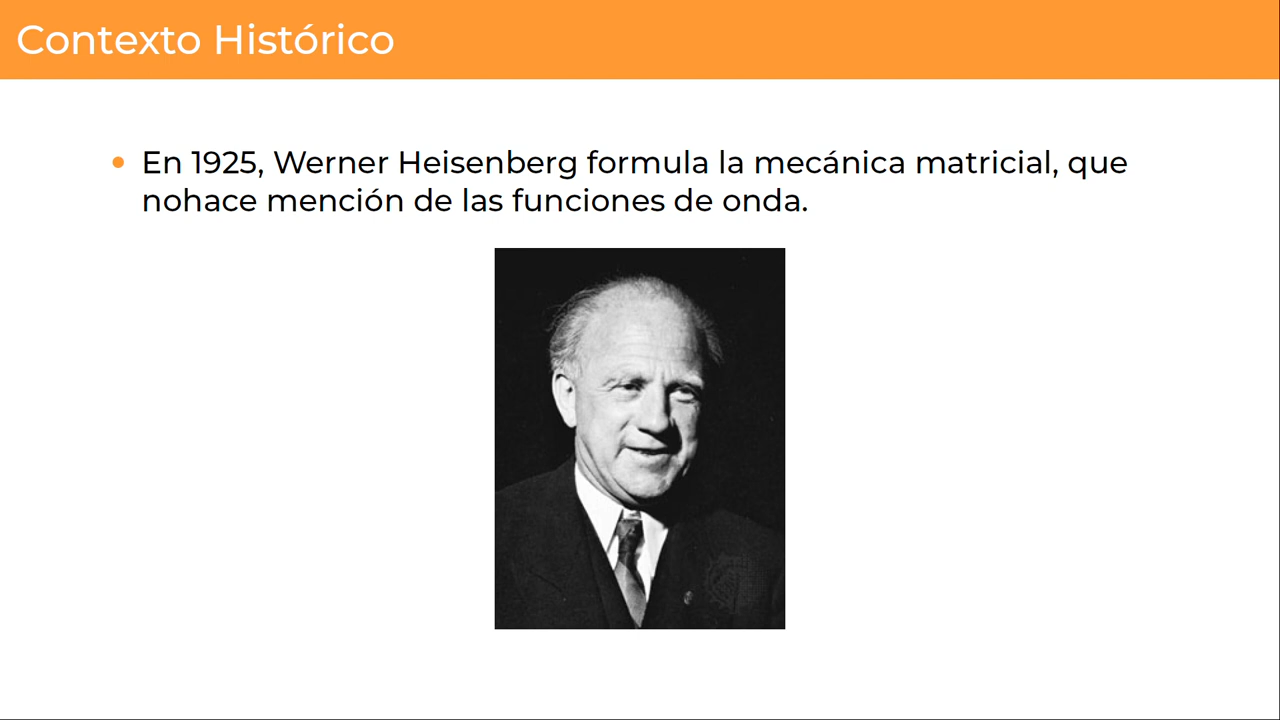 Contexto Histórico
• En 1925, Werner Heisenberg formula la mecánica matricial, que
nohace mención de las funciones de onda.